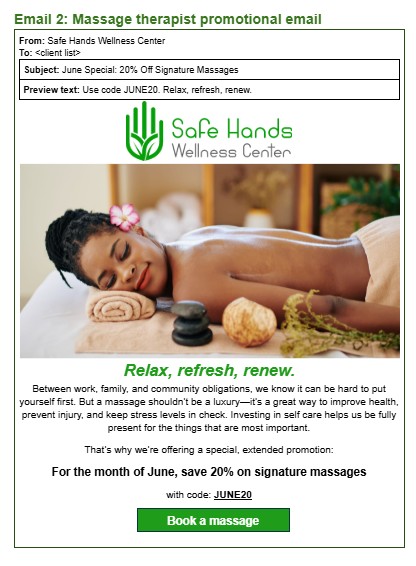 Email 2: Massage therapist promotional email
From: Safe Hands Wellness Center
To: <client list>
Subject: June Special: 20% Off Signature Massages
Preview text: Use code JUNE20. Relax, refresh, renew.
Safe Hands
Wellness Center
Relax, refresh, renew.
Between work, family, and community obligations, we know it can be hard to put
yourself first. But a massage shouldn't be a luxury—it's a great way to improve health,
prevent injury, and keep stress levels in check. Investing in self care helps us be fully
present for the things that are most important.
That's why we're offering a special, extended promotion:
For the month of June, save 20% on signature massages
with code: JUNE20
Book a massage